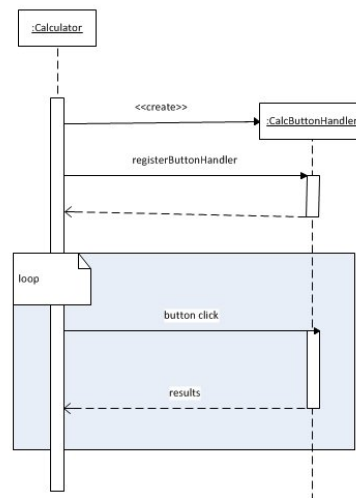 :Calculator
<<create>>
:CalcButtonHandler
registerButtonHandler
loop
button click
results